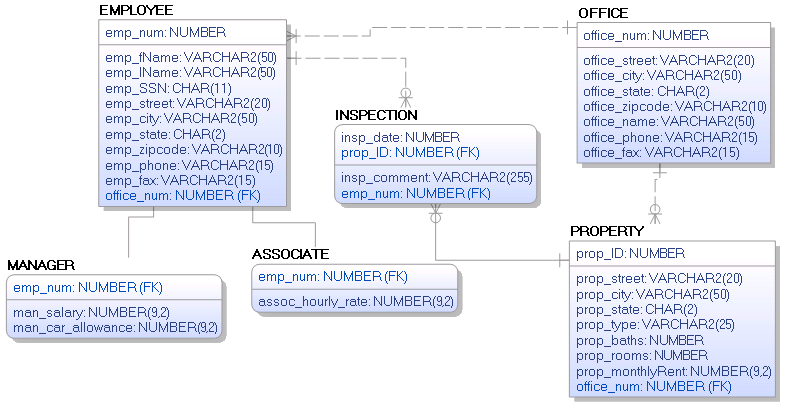 EMPLOYEE
emp_num: NUMBER
emp_fName: VARCHAR2(50)
emp_lName: VARCHAR2(50)
emp_SSN: CHAR(11)
emp_street: VARCHAR2(20)
emp_city: VARCHAR2(50)
emp_state: CHAR(2)
emp_zipcode: VARCHAR2(10)
emp_phone: VARCHAR2(15)
emp_fax: VARCHAR2(15)
office_num: NUMBER (FK)
OFFICE
office_num: NUMBER
office_street: VARCHAR2(20)
office_city: VARCHAR2(50)
office_state: CHAR(2)
office_zipcode: VARCHAR2(10)
office_name: VARCHAR2(50)
office_phone: VARCHAR2(15)
office_fax: VARCHAR2(15)
INSPECTION
insp_date: NUMBER
prop_ID: NUMBER (FK)
insp_comment: VARCHAR2(255)
emp_num: NUMBER (FK)
MANAGER
emp_num: NUMBER (FK)
man_salary: NUMBER(9,2)
man_car_allowance: NUMBER(9,2)
ASSOCIATE
emp_num: NUMBER (FK)
assoc_hourly_rate: NUMBER(9,2)
PROPERTY
prop_ID: NUMBER
prop_street: VARCHAR2(20)
prop_city: VARCHAR2(50)
prop_state: CHAR(2)
prop_type: VARCHAR2(25)
prop_baths: NUMBER
prop_rooms: NUMBER
prop_monthlyRent: NUMBER(9,2)
office_num: NUMBER (FK)